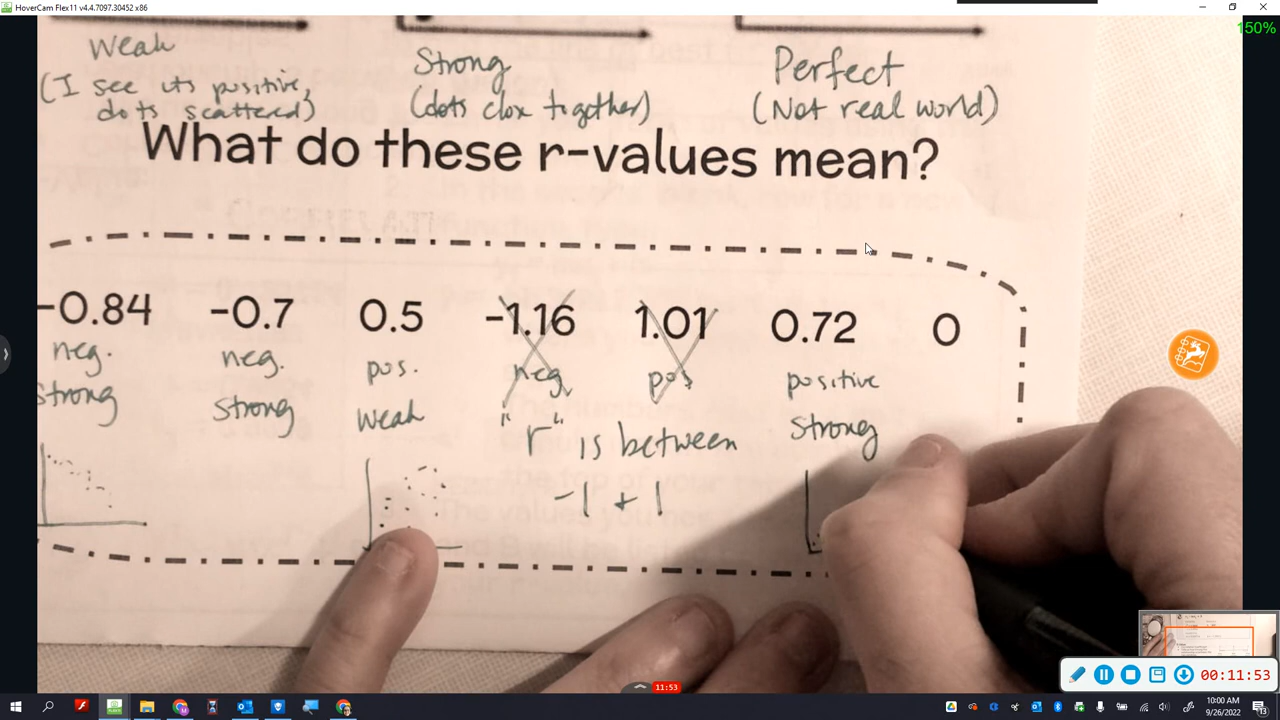 HoverCam Flex11 v4.4.7097.30452 x86
150%
Weak
Strong
Perfect
(I see its positive,
dots scattered)
(dots clox together)
(Not real world)
What do these r-values mean?
-0.84 -0.7 0.5 -1.16 1.01 0.72 0
neg. neg. pos. neg pos positive
Strong strong weak strong
"r" is between
-1 + 1
11:53
00:11:53
10:00 AM
9/26/2022
13